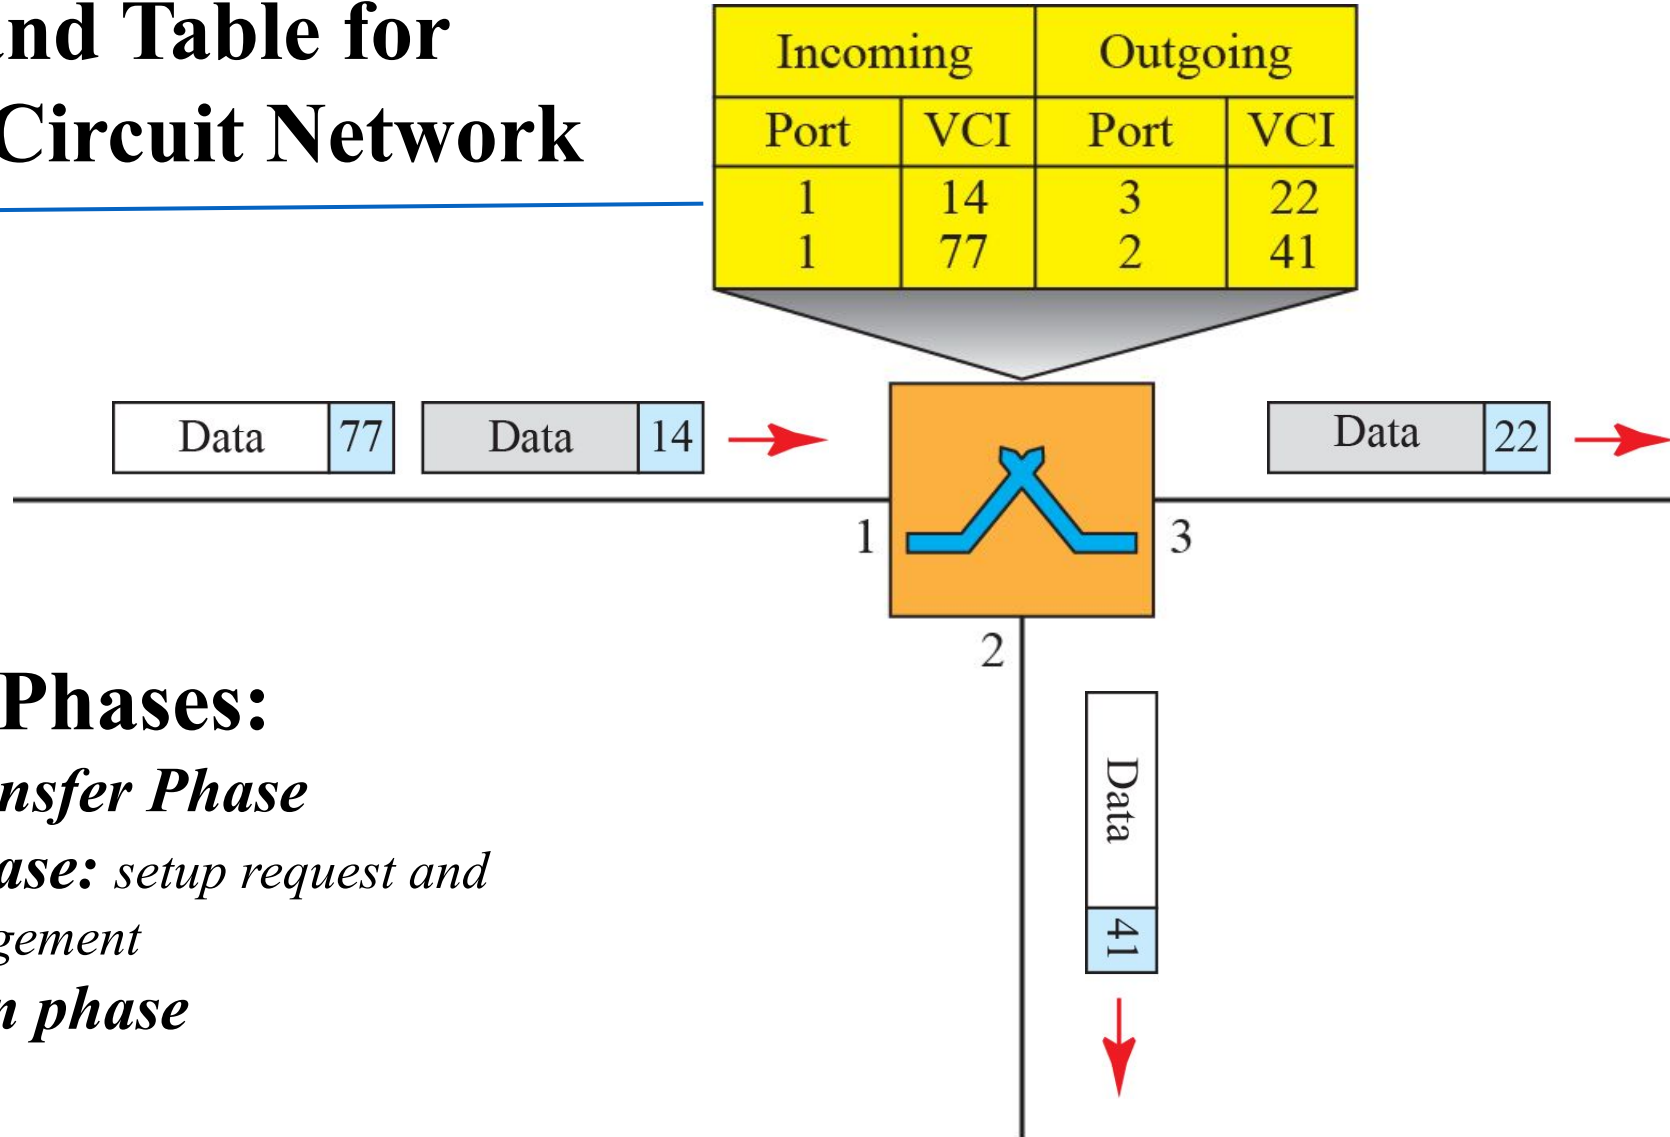 and Table for
Circuit Network
Incoming Outgoing
Port VCI Port VCI
1 14 3 22
1 77 2 41
Data 77 Data 14 Data 22
1 3
2
Data 41
Phases:
nsfer Phase
ase: setup request and
gement
n phase